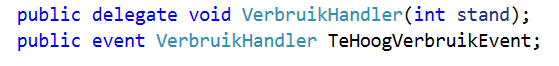 public delegate void VerbruikHandler(int stand);
public event VerbruikHandler TeHoogVerbruikEvent;